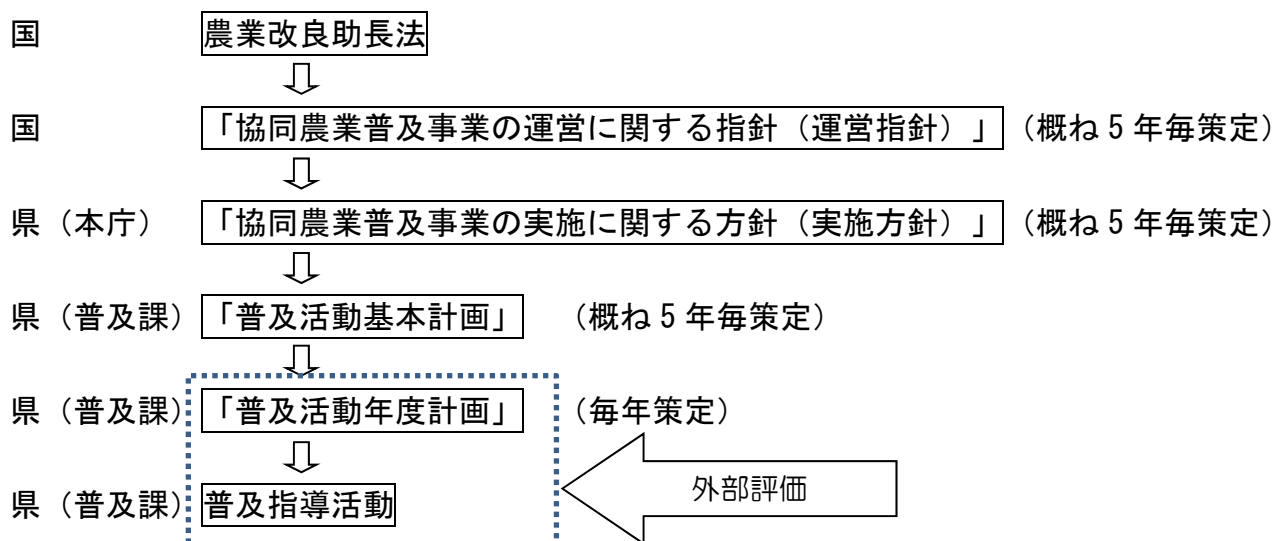 国 農業改良助長法
国 「協同農業普及事業の運営に関する指針（運営指針）」（概ね５年毎策定）
県（本庁） 「協同農業普及事業の実施に関する方針（実施方針）」（概ね５年毎策定）
県（普及課）「普及活動基本計画」 （概ね５年毎策定）
県（普及課）「普及活動年度計画」 （毎年策定）
外部評価
県（普及課）普及指導活動